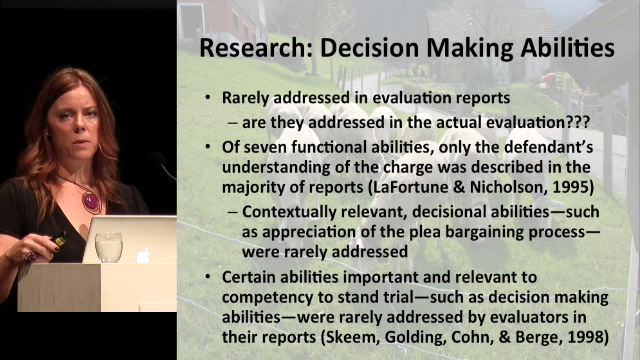 Research: Decision Making Abilities
• Rarely addressed in evaluation reports
– are they addressed in the actual evaluation???
• Of seven functional abilities, only the defendant's
understanding of the charge was described in the
majority of reports (LaFortune & Nicholson, 1995)
– Contextually relevant, decisional abilities—such
as appreciation of the plea bargaining process—
were rarely addressed
• Certain abilities important and relevant to
competency to stand trial—such as decision making
abilities—were rarely addressed by evaluators in
their reports (Skeem, Golding, Cohn, & Berge, 1998)